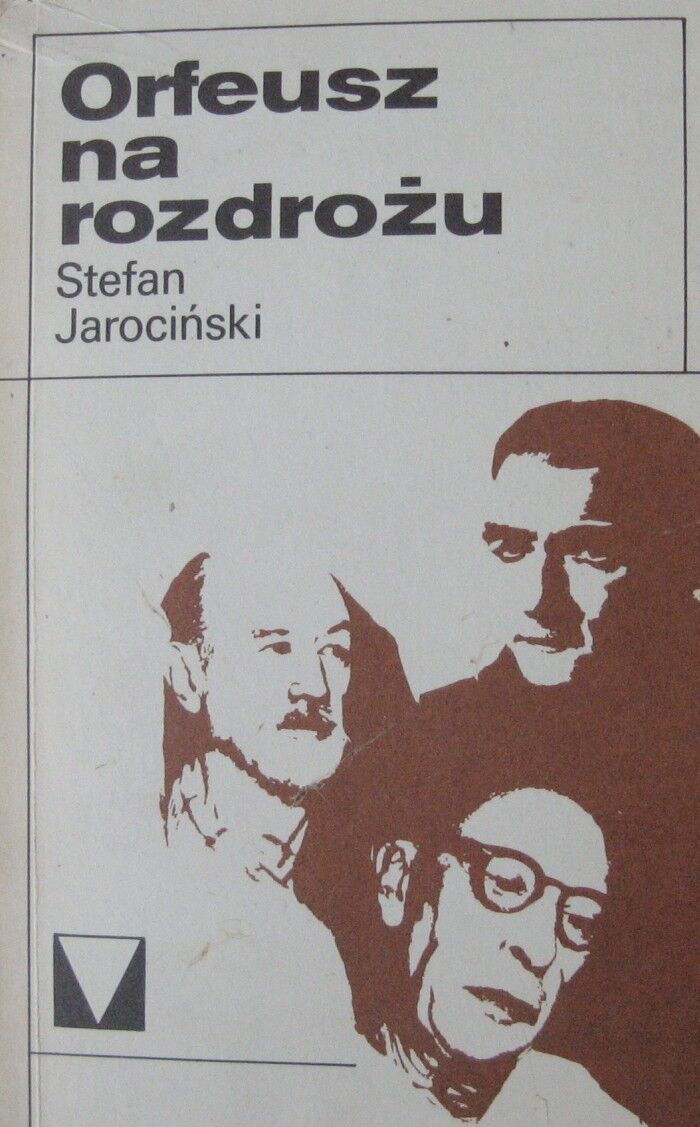 Orfeusz
na
rozdrożu
Stefan
Jarociński